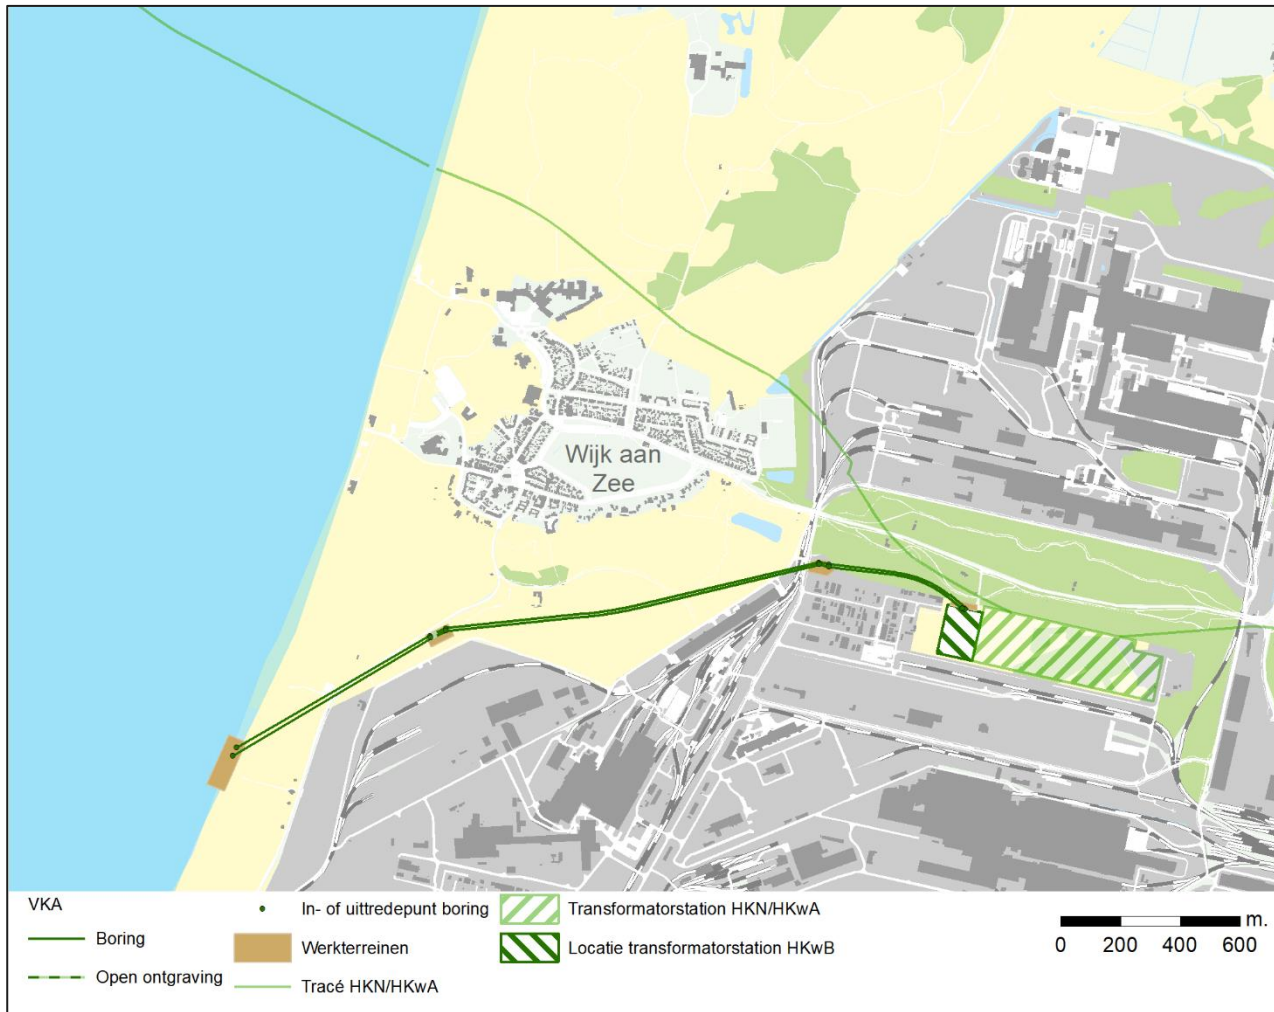 Wijk aan
Zee
VKA
Boring
Open ontgraving
In- of uittredepunt boring
Werkterreinen
Tracé HKN/HKwA
Transformatorstation HKN/HKwA
Locatie transformatorstation HKwB
m.
0 200 400 600